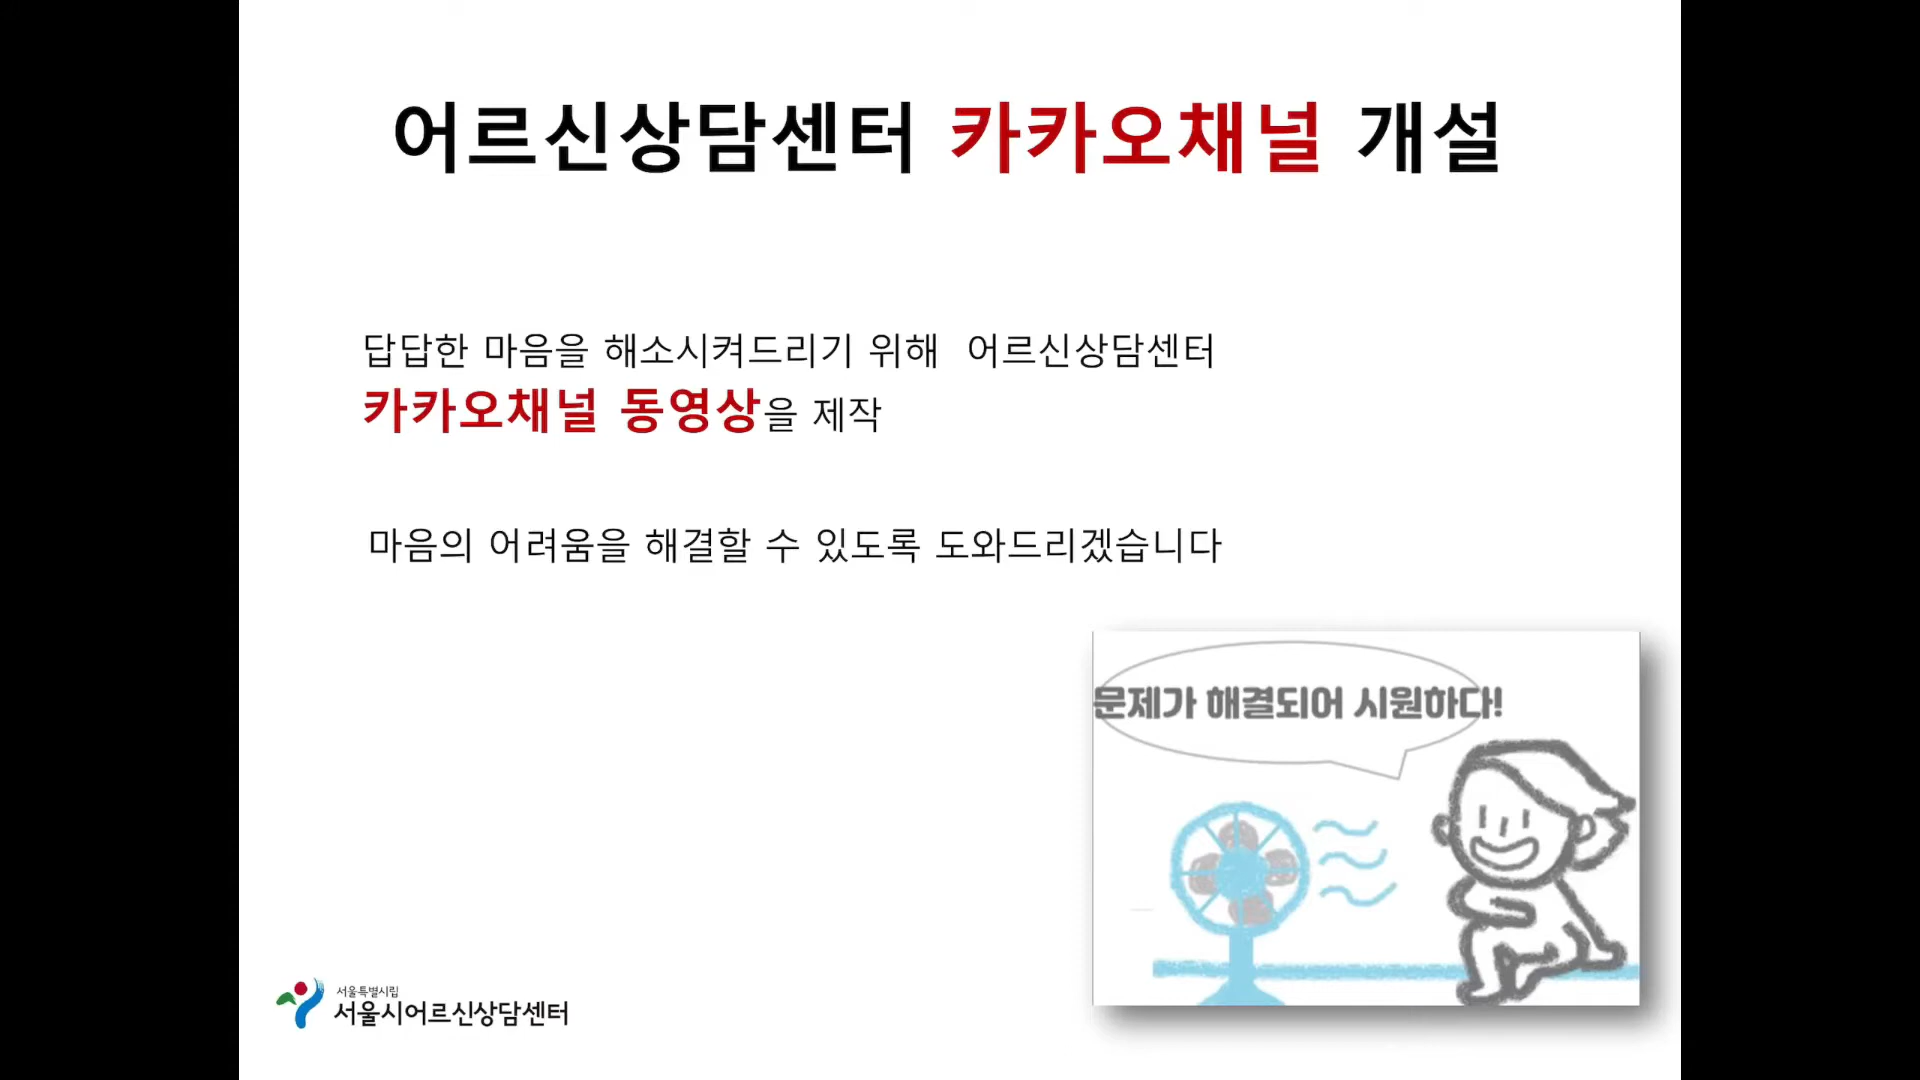 어르신상담센터 카카오채널 개설
답답한 마음을 해소시켜드리기 위해 어르신상담센터
카카오채널 동영상을 제작
마음의 어려움을 해결할 수 있도록 도와드리겠습니다
문제가 해결되어 시원하다!
서울특별시립
서울시어르신상담센터